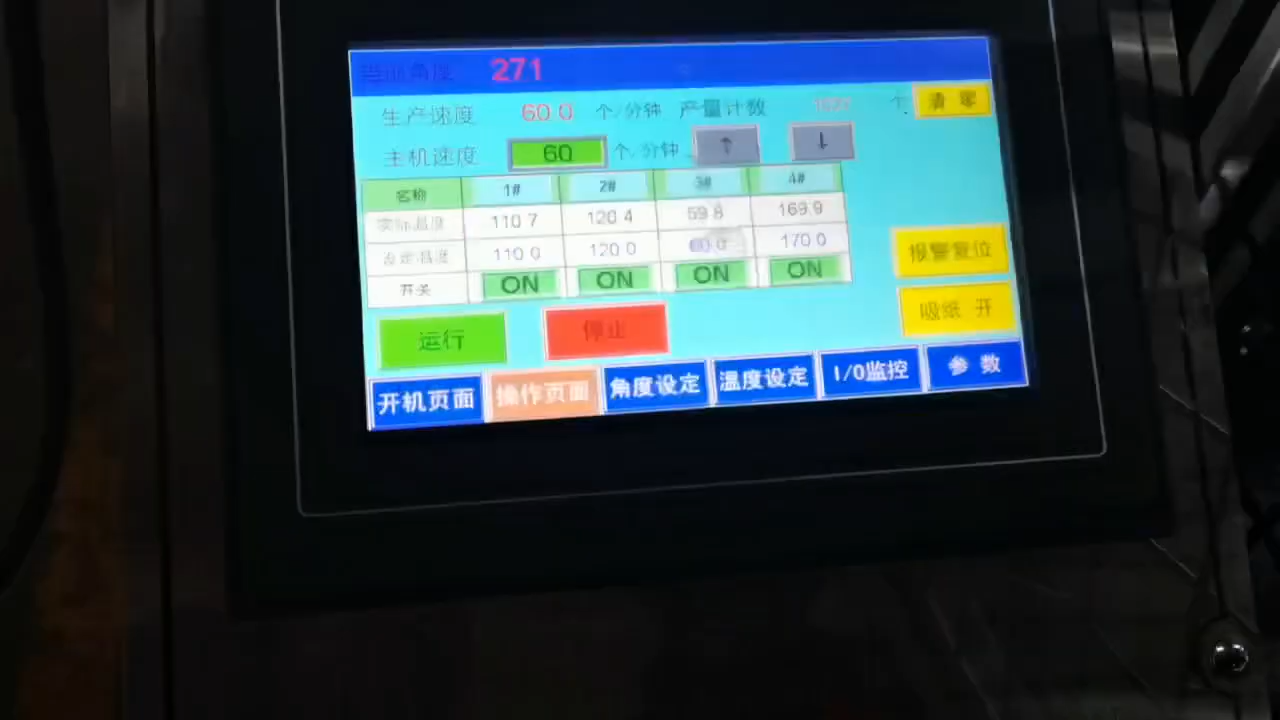 角度 271
生产速度 60.0 个/分钟 产量计数 个 清零
主机速度 60 个/分钟 ↑ ↓
名称 1# 2# 3# 4#
实际温度 110.7 120.4 59.8 169.9
设定温度 110.0 120.0 60.0 170.0
开关 ON ON ON ON
报警复位
吸纸 开
运行 停止
开机页面 操作页面 角度设定 温度设定 I/O监控 参数